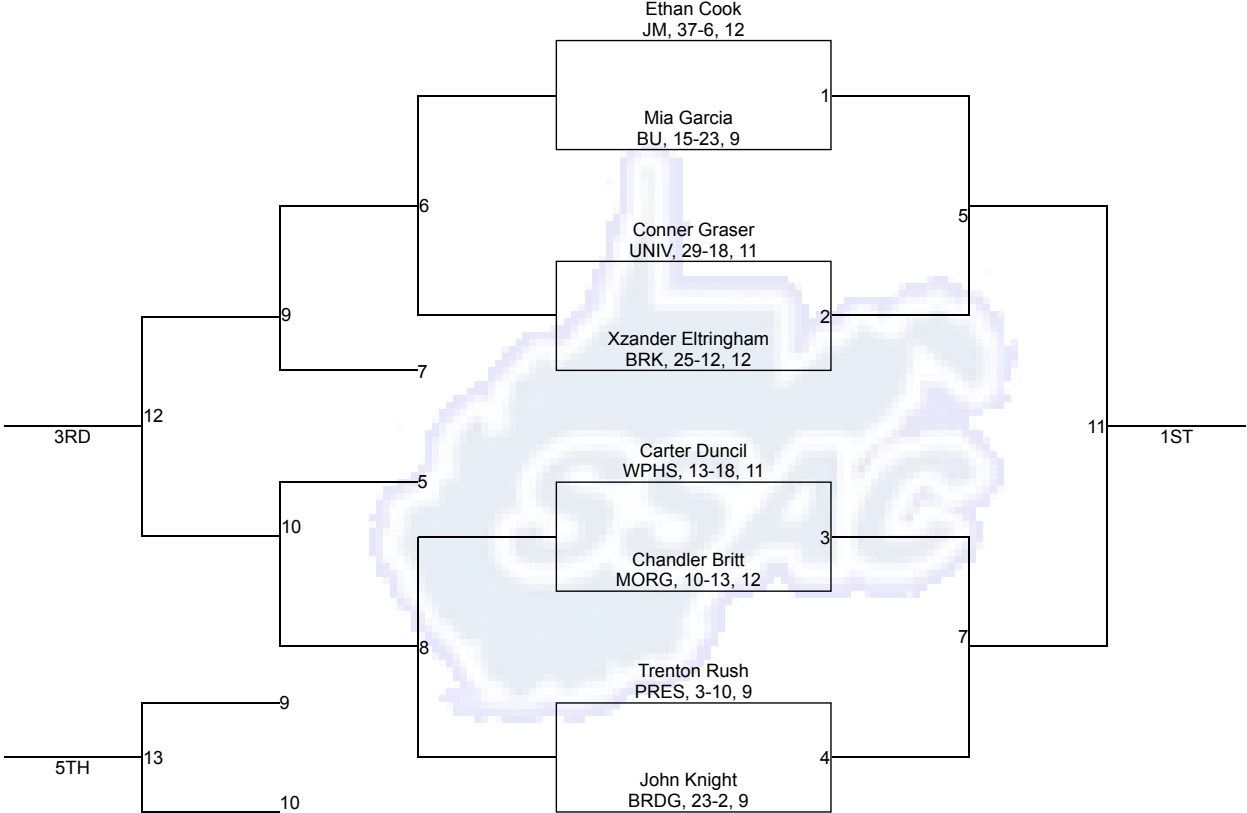 Ethan Cook
JM, 37-6, 12
1
Mia Garcia
BU, 15-23, 9
6
5
Conner Graser
UNIV, 29-18, 11
9
2
Xzander Eltringham
BRK, 25-12, 12
7
12
3RD
11
1ST
Carter Duncil
WPHS, 13-18, 11
5
10
3
Chandler Britt
MORG, 10-13, 12
SSAC
8
7
Trenton Rush
PRES, 3-10, 9
9
13
5TH
4
John Knight
BRDG, 23-2, 9
10